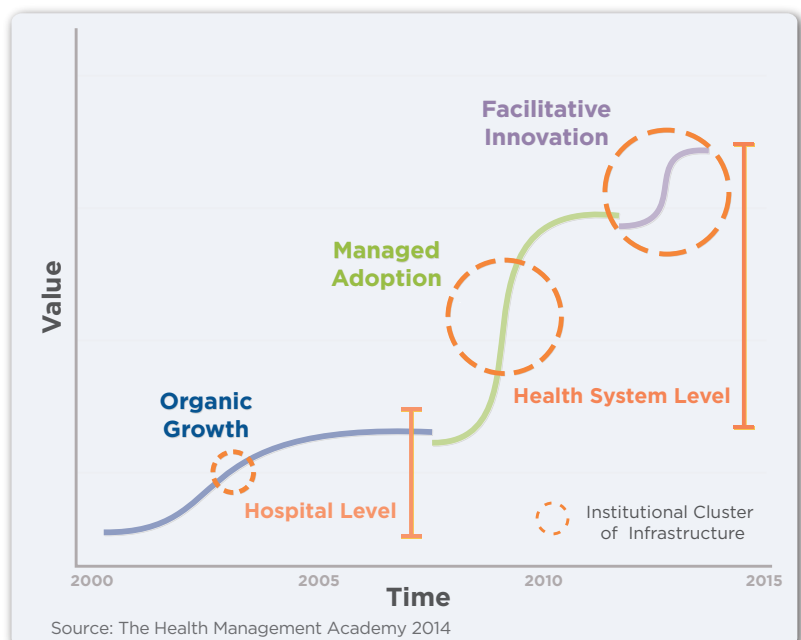 Facilitative
Innovation
Managed
Adoption
Value
Health System Level
Organic
Growth
Hospital Level
Institutional Cluster
of Infrastructure
2000
2005
2010
2015
Time
Source: The Health Management Academy 2014